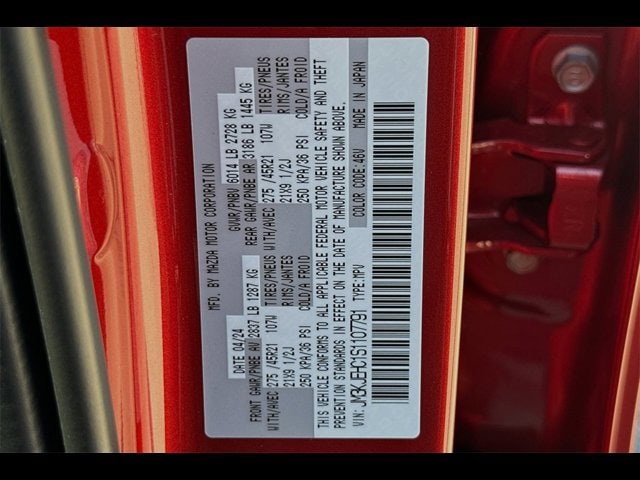 MFD. BY MAZDA MOTOR CORPORATION
DATE 04/24 GVWR/PNBV 6014 LB 2728 KG
FRONT GAWR/PNBE AV 2837 LB 1287 KG REAR GAWR/PNBE AR 3186 LB 1445 KG
WITH/AVEC 275 /45R21 107W TIRES/PNEUS WITH/AVEC 275 /45R21 107W TIRES/PNEUS
21X9 1/2J RIMS/JANTES 21X9 1/2J RIMS/JANTES
250 KPA/36 PSI COLD/A FROID 250 KPA/36 PSI COLD/A FROID
THIS VEHICLE CONFORMS TO ALL APPLICABLE FEDERAL MOTOR VEHICLE SAFETY AND THEFT
PREVENTION STANDARDS IN EFFECT ON THE DATE OF MANUFACTURE SHOWN ABOVE.
VIN: JM3KJEHC1S1107791 TYPE:MPV COLOR CODE:46V MADE IN JAPAN